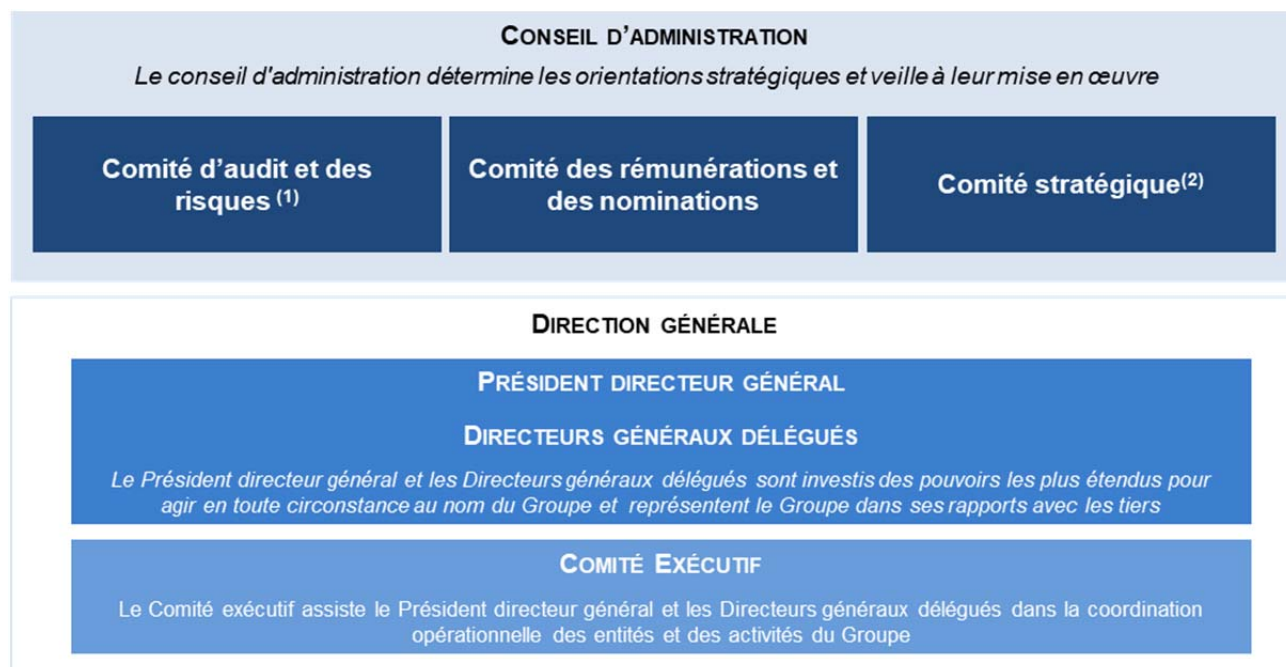 CONSEIL D'ADMINISTRATION
Le conseil d'administration détermine les orientations stratégiques et veille à leur mise en œuvre
Comité d'audit et des
risques (1)
Comité des rémunérations et
des nominations
Comité stratégique(2)
DIRECTION GÉNÉRALE
PRÉSIDENT DIRECTEUR GÉNÉRAL
DIRECTEURS GÉNÉRAUX DÉLÉGUÉS
Le Président directeur général et les Directeurs généraux délégués sont investis des pouvoirs les plus étendus pour
agir en toute circonstance au nom du Groupe et représentent le Groupe dans ses rapports avec les tiers
COMITÉ EXÉCUTIF
Le Comité exécutif assiste le Président directeur général et les Directeurs généraux délégués dans la coordination
opérationnelle des entités et des activités du Groupe